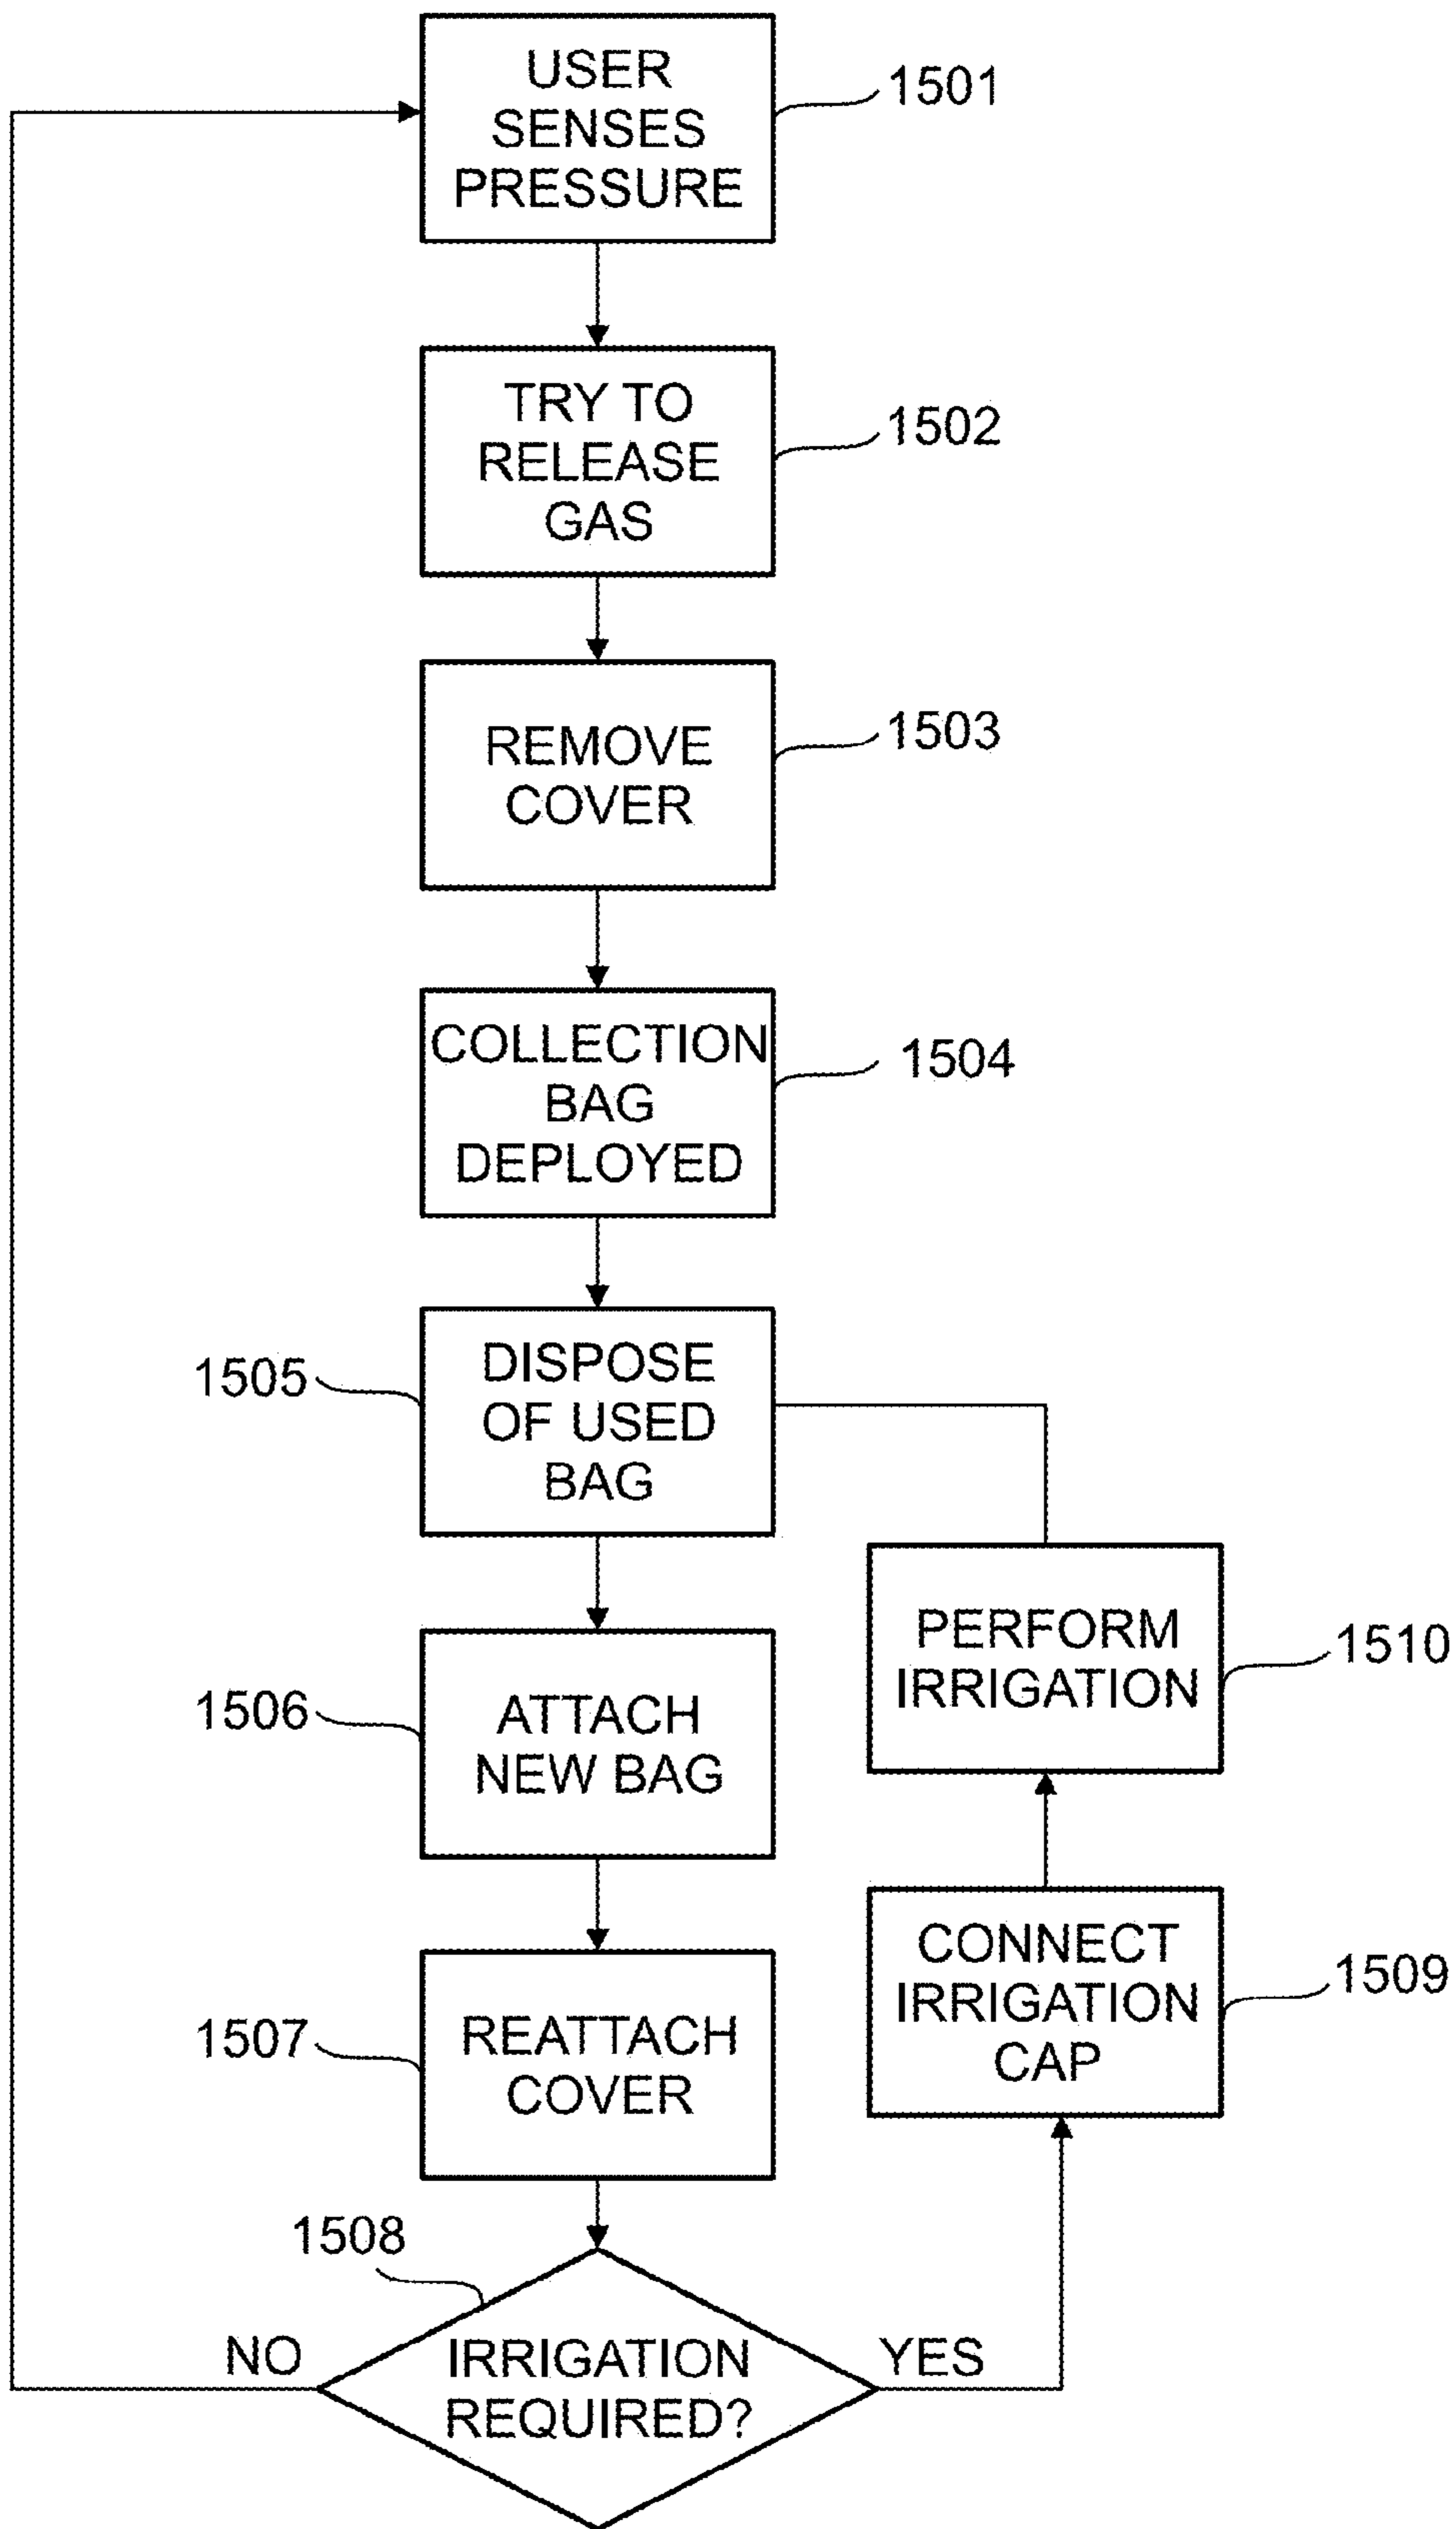 USER
SENSES
PRESSURE
1501
TRY TO
RELEASE
GAS
1502
REMOVE
COVER
1503
COLLECTION
BAG
DEPLOYED
1504
DISPOSE
OF USED
BAG
1505
ATTACH
NEW BAG
1506
REATTACH
COVER
1507
IRRIGATION
REQUIRED?
1508
NO
YES
CONNECT
IRRIGATION
CAP
1509
PERFORM
IRRIGATION
1510